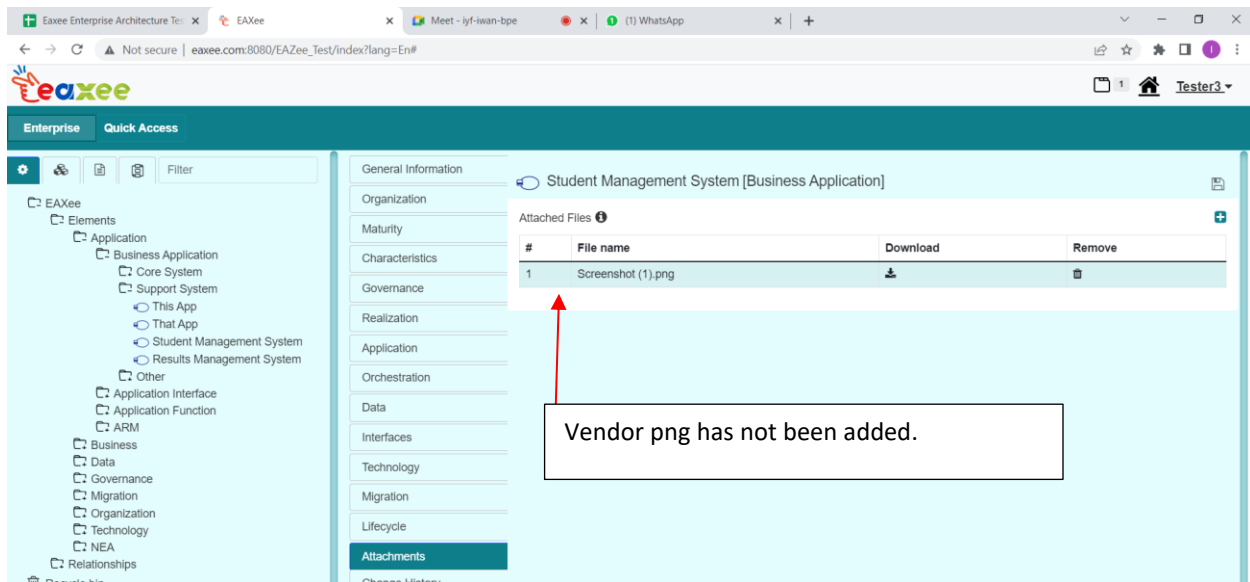 Eaxee Enterprise Architecture Tes
EAXee
Meet - iyf-iwan-bpe
(1) WhatsApp
Not secure | eaxee.com:8080/EAZee_Test/index?lang=En#
I
eaxee
1
Tester3
Enterprise
Quick Access
Filter
EAXee
Elements
Application
Business Application
Core System
Support System
This App
That App
Student Management System
Results Management System
Other
Application Interface
Application Function
ARM
Business
Data
Governance
Migration
Organization
Technology
NEA
Relationships
Recycle bin
General Information
Organization
Maturity
Characteristics
Governance
Realization
Application
Orchestration
Data
Interfaces
Technology
Migration
Lifecycle
Attachments
Change History
Student Management System [Business Application]
Attached Files
# File name Download Remove
1 Screenshot (1).png
Vendor png has not been added.